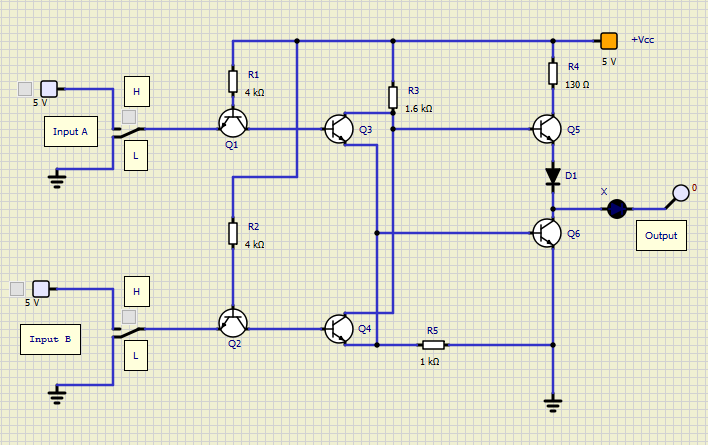 +Vcc
5 V
R4
130 Ω
R1
4 kΩ
R3
1.6 kΩ
H
5 V
Input A
L
Q1
Q3
Q5
D1
X
0
Output
R2
4 kΩ
Q6
H
5 V
Input B
L
Q2
Q4
R5
1 kΩ